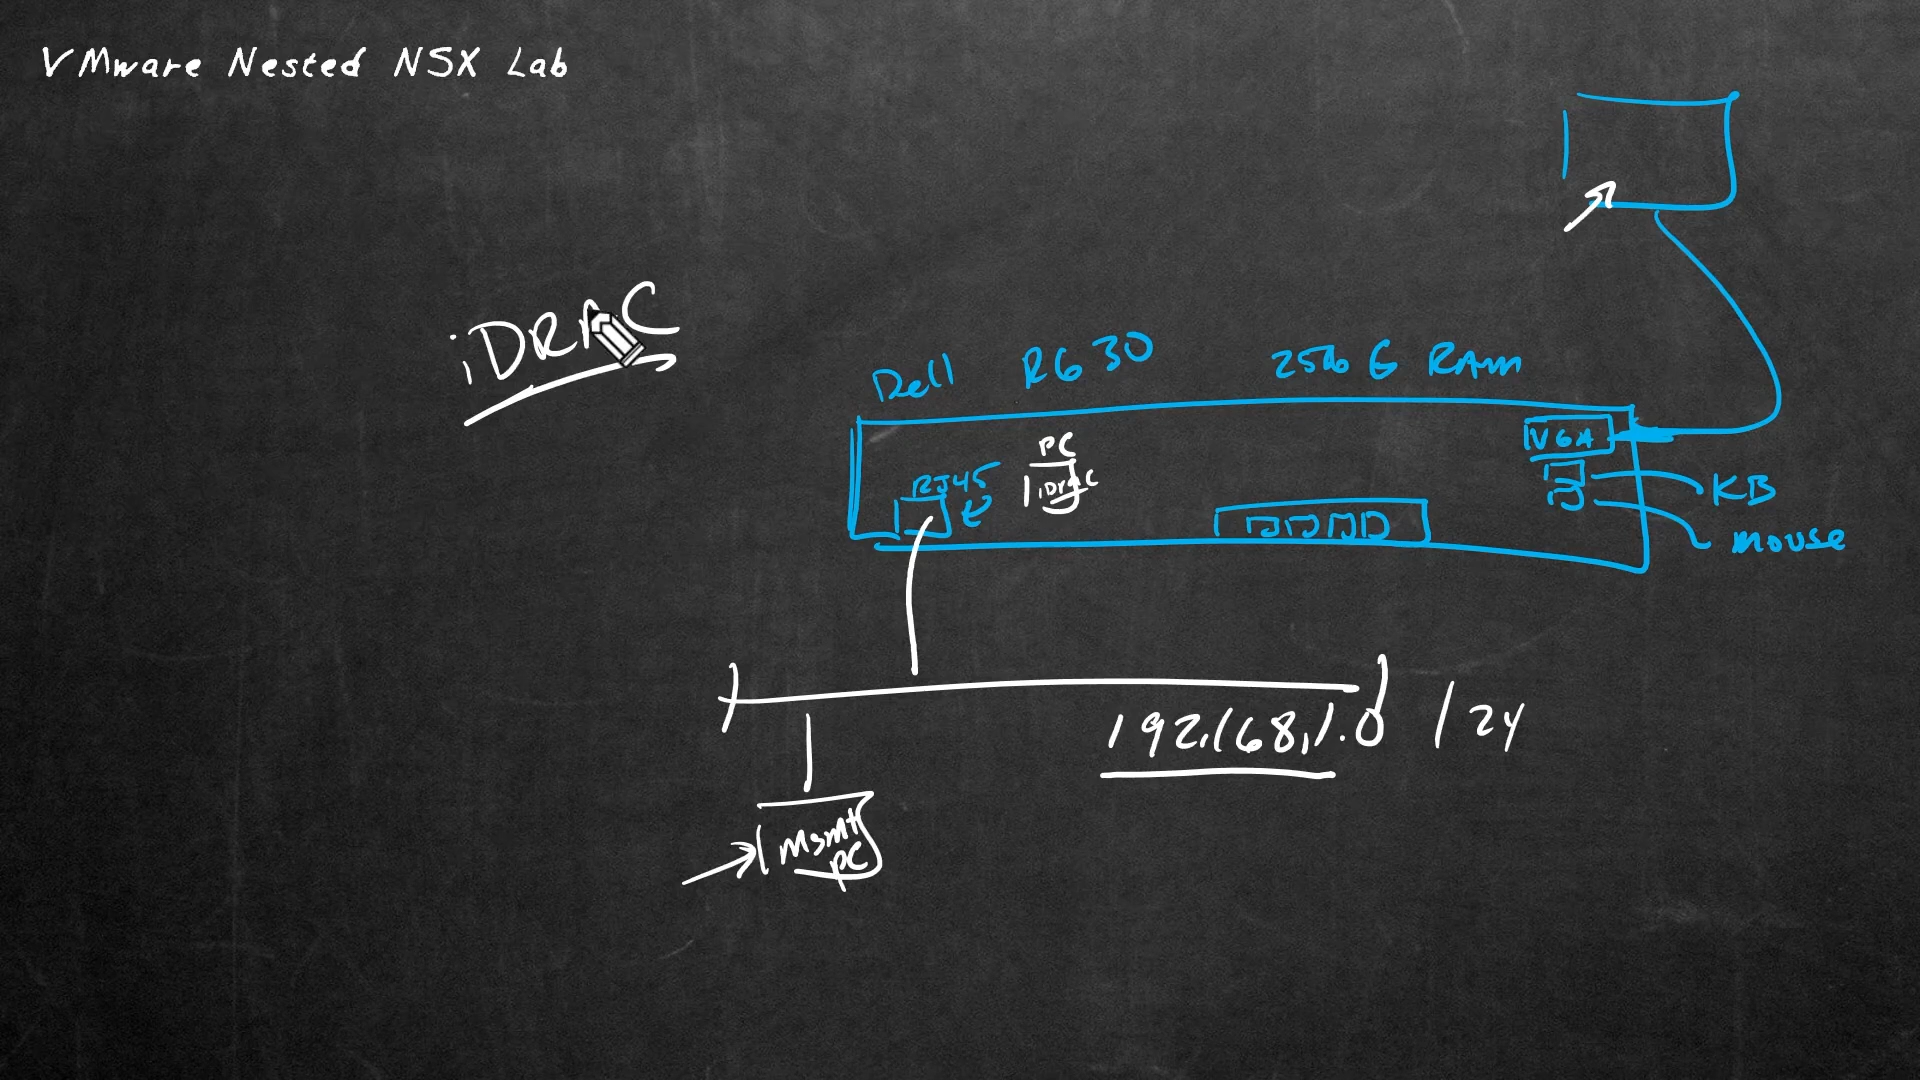 VMware Nested NSX Lab
iDRAC
Dell R630 256 G RAM
VGA
PC
iDrAC
RJ45
KB
mouse
192.168.1.0 /24
Mgmt
PC